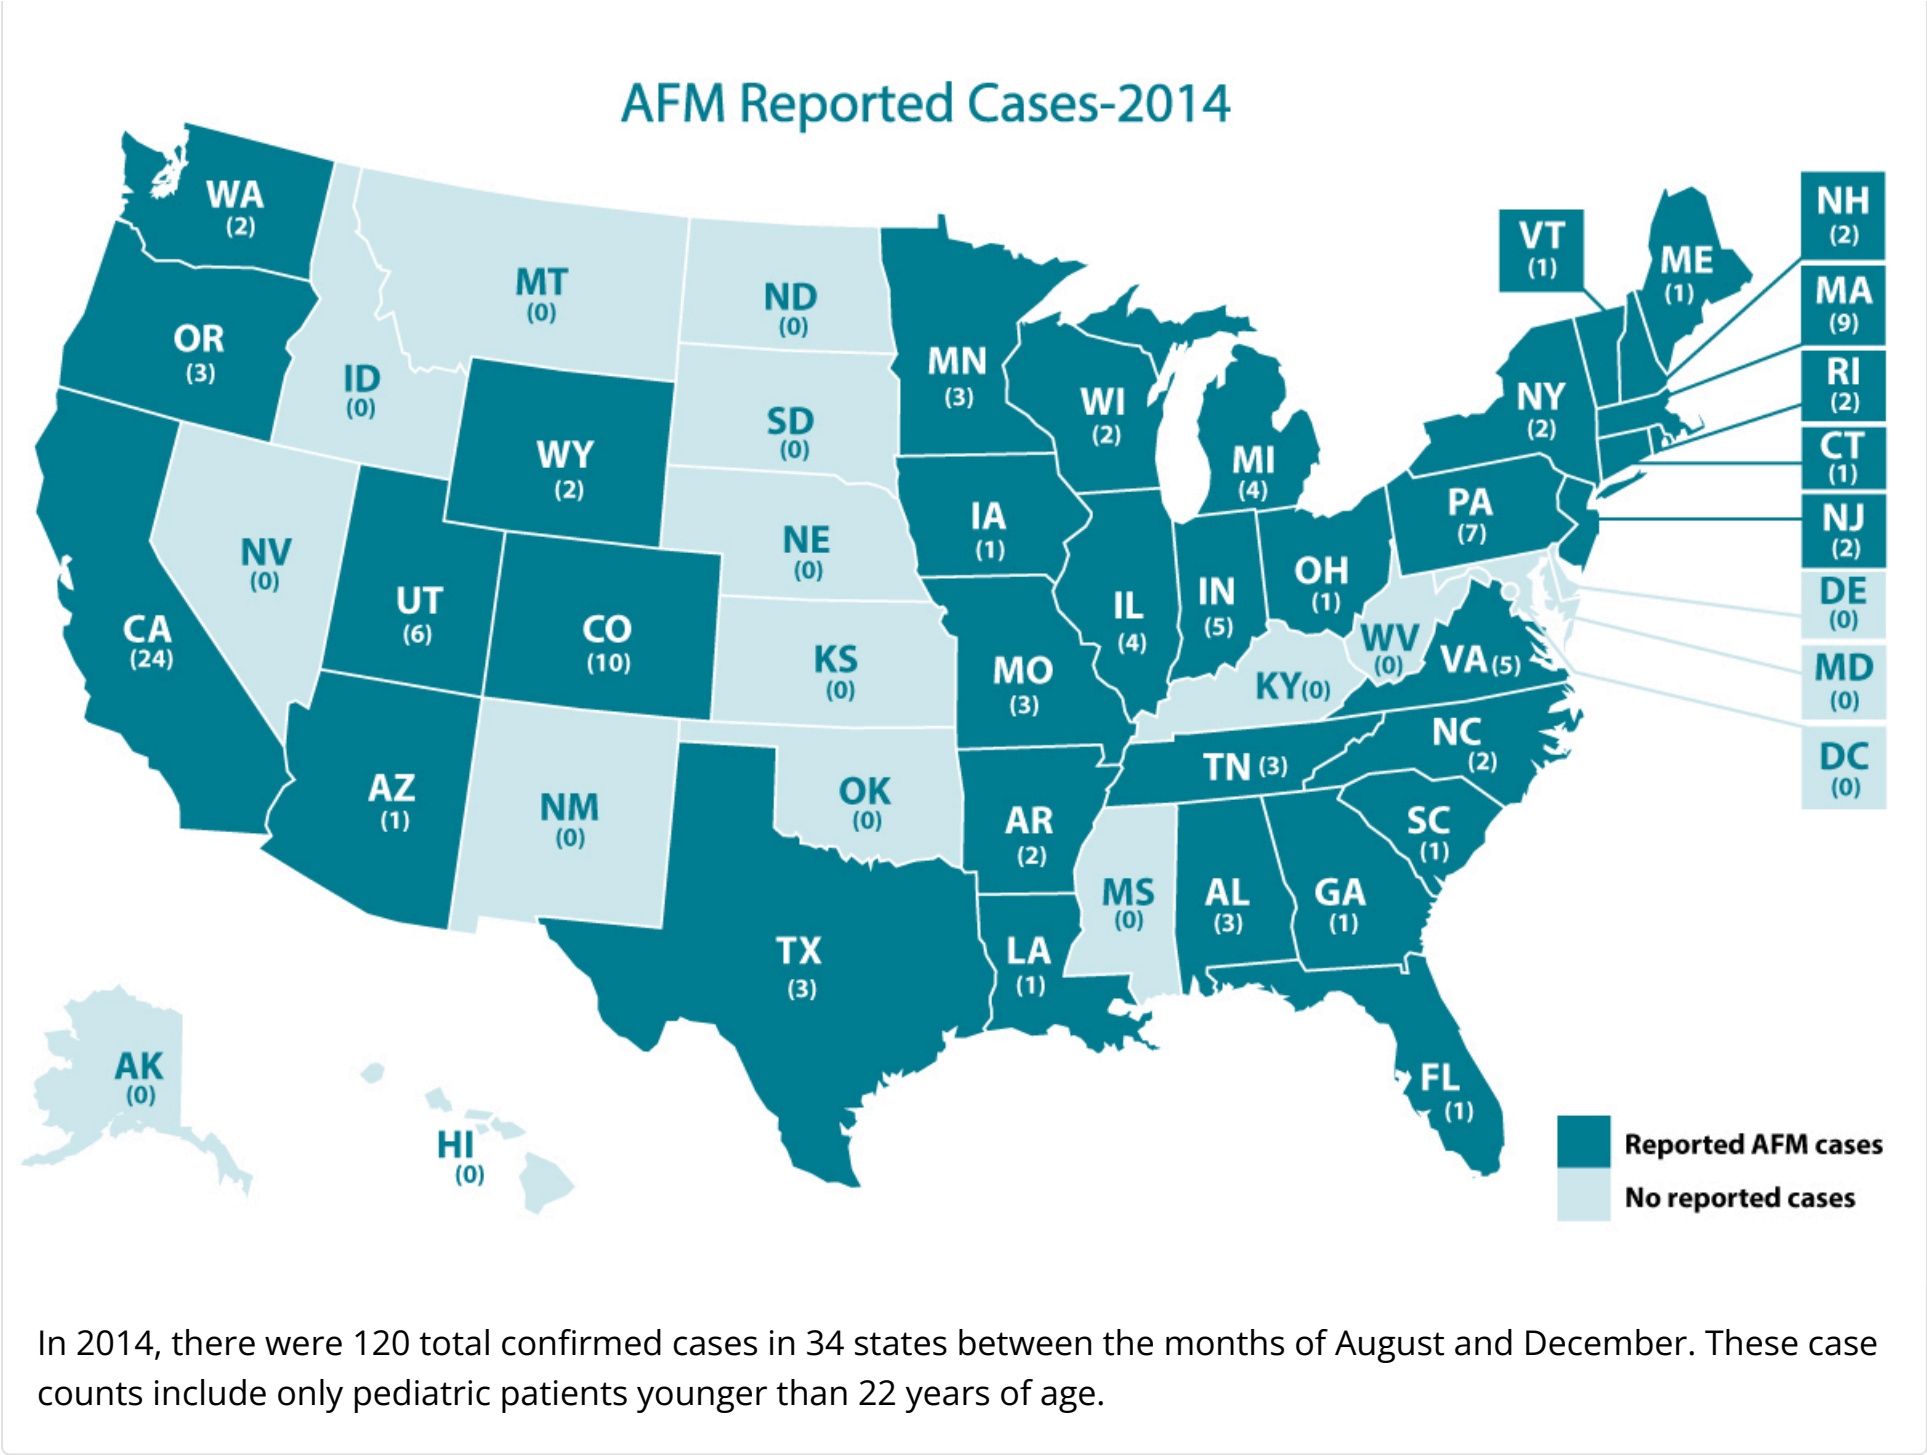 AFM Reported Cases-2014
WA
(2)
OR
(3)
CA
(24)
ID
(0)
NV
(0)
MT
(0)
WY
(2)
UT
(6)
CO
(10)
AZ
(1)
NM
(0)
ND
(0)
SD
(0)
NE
(0)
KS
(0)
OK
(0)
TX
(3)
MN
(3)
IA
(1)
MO
(3)
AR
(2)
LA
(1)
WI
(2)
IL
(4)
MI
(4)
IN
(5)
OH
(1)
KY(0)
TN (3)
MS
(0)
AL
(3)
GA
(1)
FL
(1)
SC
(1)
NC
(2)
VA(5)
WV
(0)
PA
(7)
NY
(2)
VT
(1)
ME
(1)
NH
(2)
MA
(9)
RI
(2)
CT
(1)
NJ
(2)
DE
(0)
MD
(0)
DC
(0)
AK
(0)
HI
(0)
Reported AFM cases
No reported cases
In 2014, there were 120 total confirmed cases in 34 states between the months of August and December. These case
counts include only pediatric patients younger than 22 years of age.